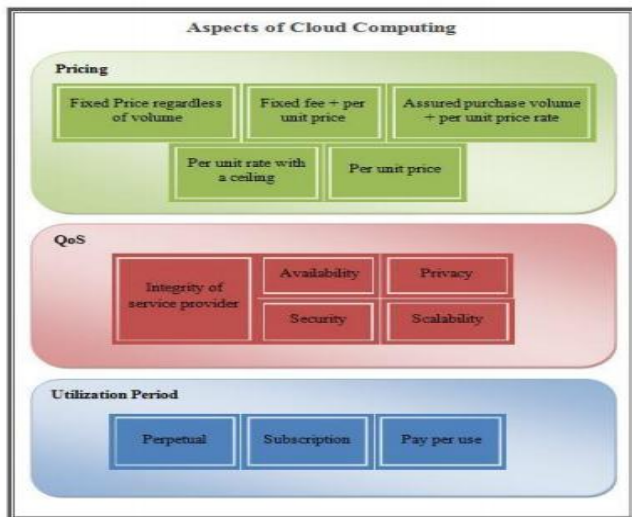 Aspects of Cloud Computing
Pricing
Fixed Price regardless
of volume
Fixed fee + per
unit price
Assured purchase volume
+ per unit price rate
Per unit rate with
a ceiling
Per unit price
QoS
Integrity of
service provider
Availability
Privacy
Security
Scalability
Utilization Period
Perpetual
Subscription
Pay per use